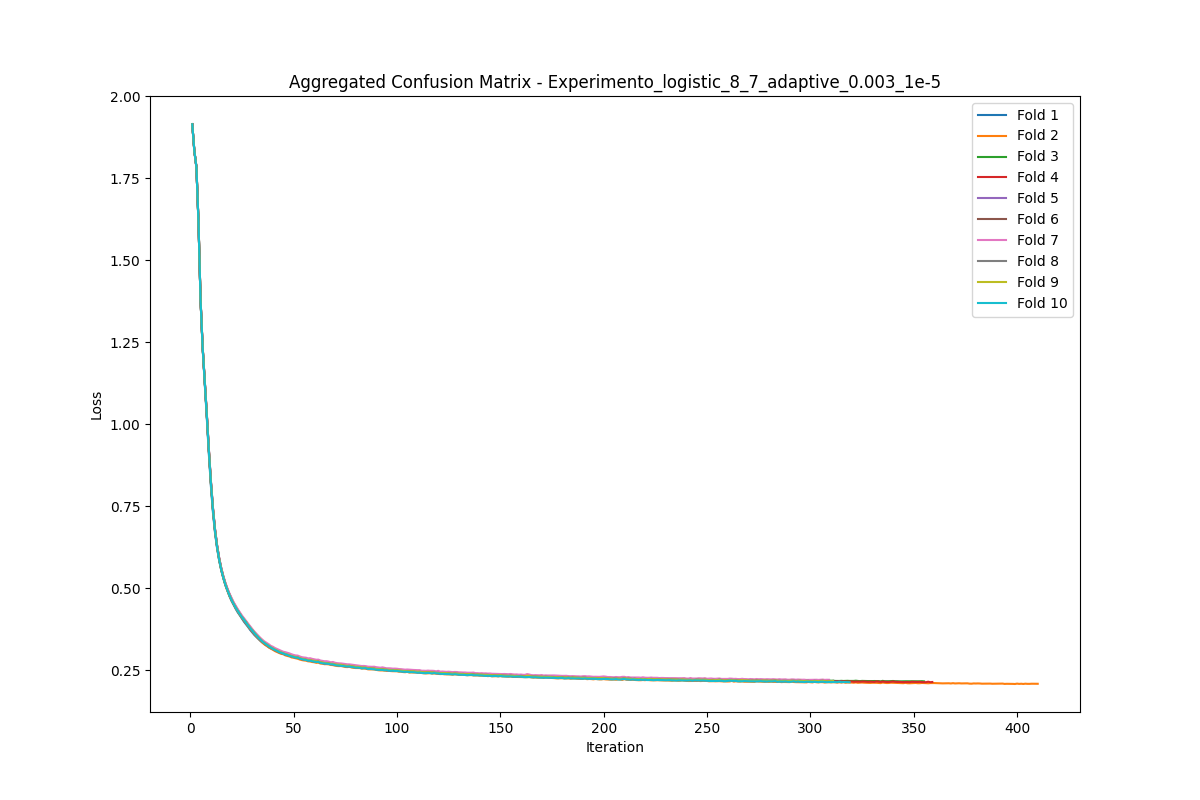 Aggregated Confusion Matrix - Experimento_logistic_8_7_adaptive_0.003_1e-5
2.00
1.75
1.50
1.25
1.00
0.75
0.50
0.25
Loss
Fold 1
Fold 2
Fold 3
Fold 4
Fold 5
Fold 6
Fold 7
Fold 8
Fold 9
Fold 10
0 50 100 150 200 250 300 350 400
Iteration